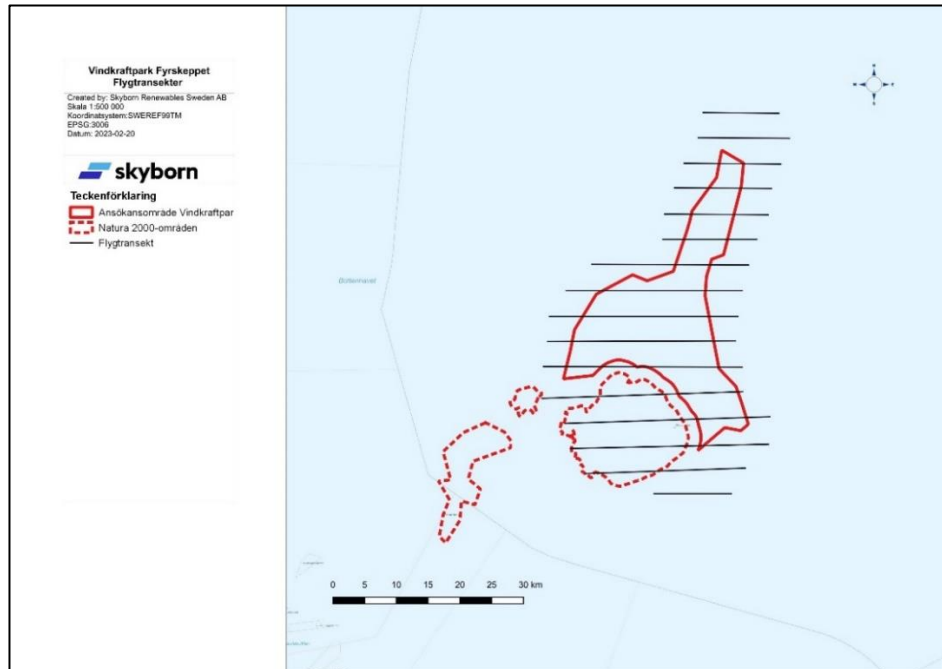 Vindkraftpark Fyrskeppet
Flygtransekter
Created by: Skyborn Renewables Sweden AB
Skala 1:500 000
Koordinatsystem:SWEREF99TM
EPSG:3006
Datum: 2023-02-20
skyborn
Teckenförklaring
Ansökansområde Vindkraftpar
Natura 2000-områden
Flygtransekt
Bottenhavet
0 5 10 15 20 25 30 km